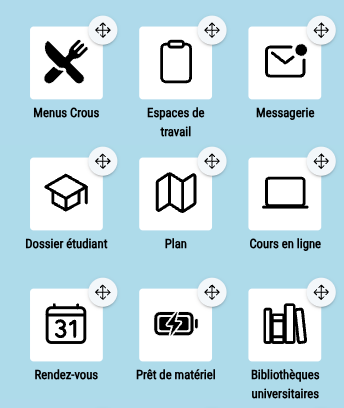 Menus Crous
Espaces de
travail
Messagerie
Dossier étudiant
Plan
Cours en ligne
31
Rendez-vous
Prêt de matériel
Bibliothèques
universitaires